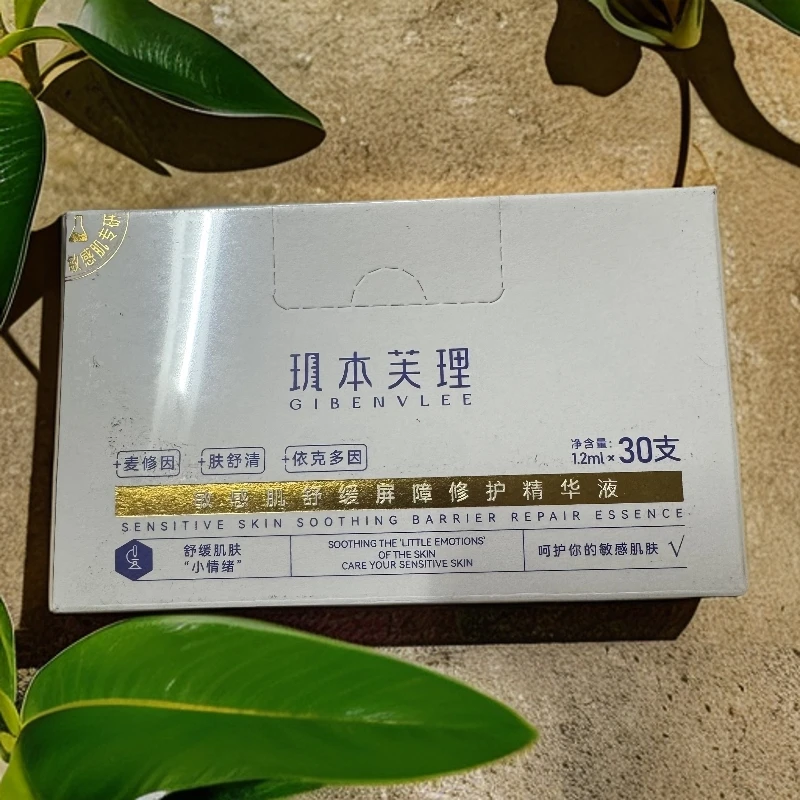 敏感肌专研
玑本芙理
GIBENVLEE
+麦修因 +肤舒清 +依克多因
净含量:
1.2ml×30支
敏感肌舒缓屏障修护精华液
SENSITIVE SKIN SOOTHING BARRIER REPAIR ESSENCE
舒缓肌肤
“小情绪”
SOOTHING THE 'LITTLE EMOTIONS'
OF THE SKIN
CARE YOUR SENSITIVE SKIN
呵护你的敏感肌肤 √